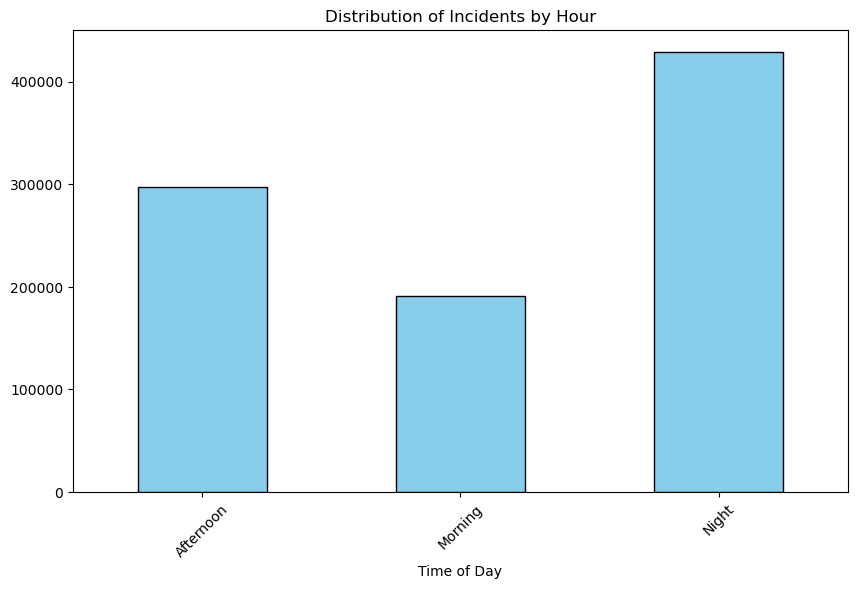 Distribution of Incidents by Hour
400000
300000
200000
100000
0
Afternoon
Morning
Night
Time of Day